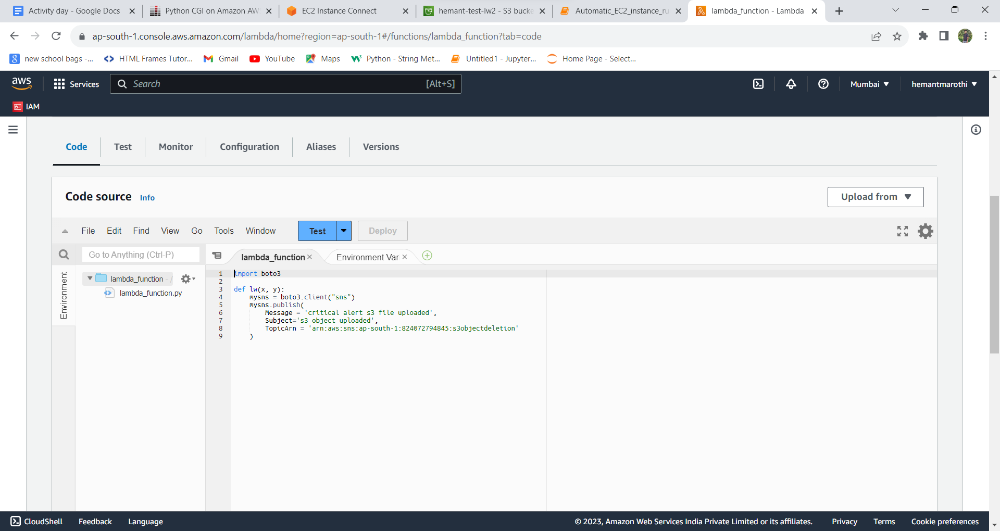 Activity day - Google Docs
Python CGI on Amazon AW
EC2 Instance Connect
hemant-test-lw2 - S3 bucke
Automatic_EC2_instance_ru
lambda_function - Lambda
ap-south-1.console.aws.amazon.com/lambda/home?region=ap-south-1#/functions/lambda_function?tab=code
new school bags -...
HTML Frames Tutor...
Gmail
YouTube
Maps
Python - String Met...
Untitled1 - Jupyter...
Home Page - Select...
aws
Services
Search
[Alt+S]
Mumbai
hemantmarothi
IAM
Code
Test
Monitor
Configuration
Aliases
Versions
Code source Info
Upload from
File Edit Find View Go Tools Window
Test
Deploy
Go to Anything (Ctrl-P)
lambda_function
Environment Var
Environment
lambda_function - /
lambda_function.py
1 import boto3
2
3 def lw(x, y):
4 mysns = boto3.client("sns")
5 mysns.publish(
6 Message = 'critical alert s3 file uploaded',
7 Subject='s3 object uploaded',
8 TopicArn = 'arn:aws:sns:ap-south-1:824072794845:s3objectdeletion'
9 )
CloudShell
Feedback
Language
© 2023, Amazon Web Services India Private Limited or its affiliates.
Privacy
Terms
Cookie preferences